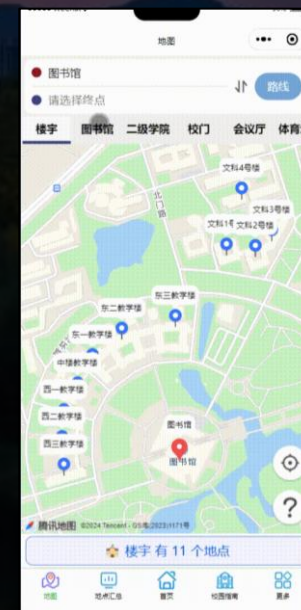 地图
图书馆
请选择终点
路线
楼宇 图书馆 二级学院 校门 会议厅 体育
文科4号楼
北门路
文科3号楼
文科1号 文科2号楼
东三教学楼
东二教学楼
东一教学楼
中楼教学楼
西一教学楼
西二教学楼
西三教学楼
图书馆
图书馆
腾讯地图 ©2024 Tencent - GS(2023)1171号
楼宇 有 11 个地点
地图 地点汇总 首页 校园指南 更多